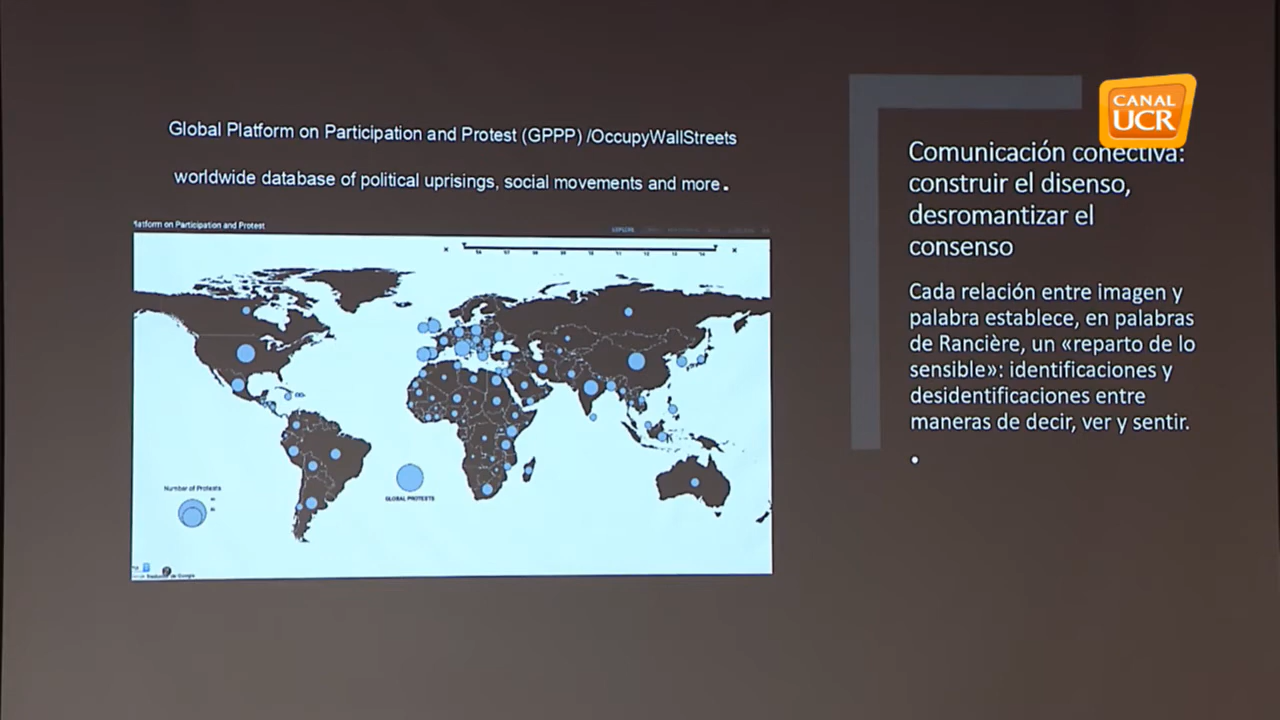 CANAL
UCR
Global Platform on Participation and Protest (GPPP) /OccupyWallStreets
worldwide database of political uprisings, social movements and more.
Platform on Participation and Protest
EXPLORE
Number of Protests
GLOBAL PROTESTS
Comunicación conectiva:
construir el disenso,
desromantizar el
consenso
Cada relación entre imagen y
palabra establece, en palabras
de Rancière, un «reparto de lo
sensible»: identificaciones y
desidentificaciones entre
maneras de decir, ver y sentir.